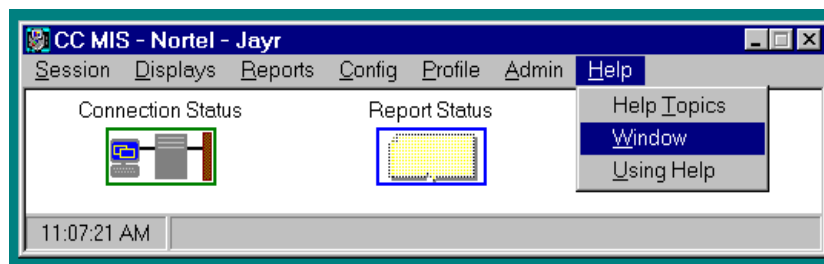 CC MIS - Nortel - Jayr
Session Displays Reports Config Profile Admin Help
Connection Status Report Status
Help Topics
Window
Using Help
11:07:21 AM